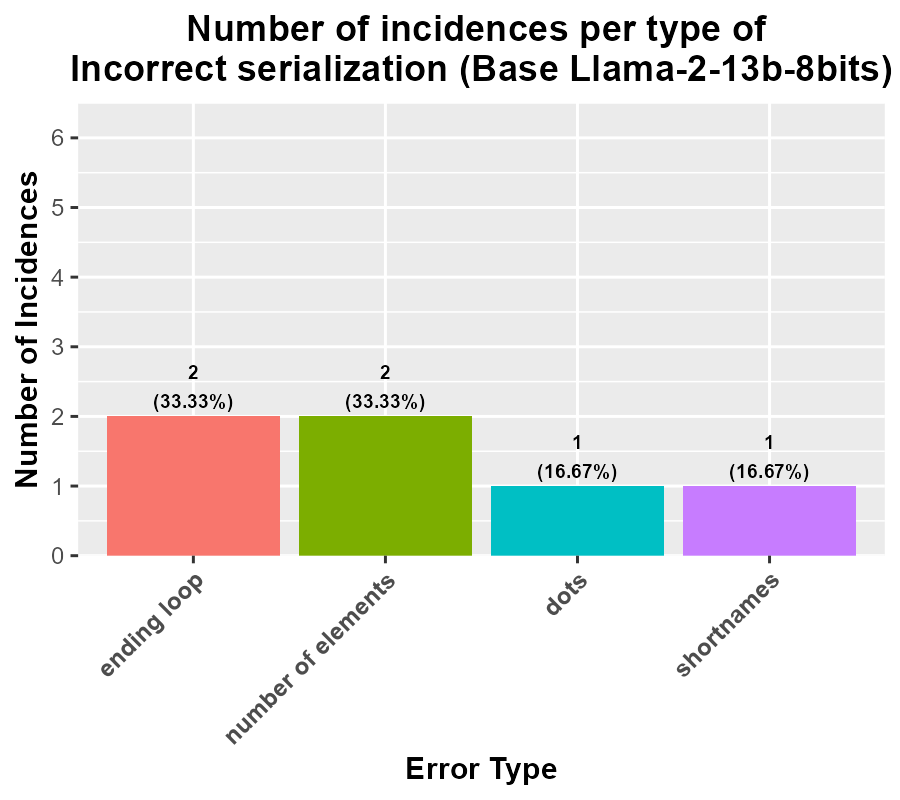 Number of incidences per type of
Incorrect serialization (Base Llama-2-13b-8bits)
Number of Incidences
6
5
4
3
2
1
0
2
(33.33%)
2
(33.33%)
1
(16.67%)
1
(16.67%)
ending loop
number of elements
dots
shortnames
Error Type